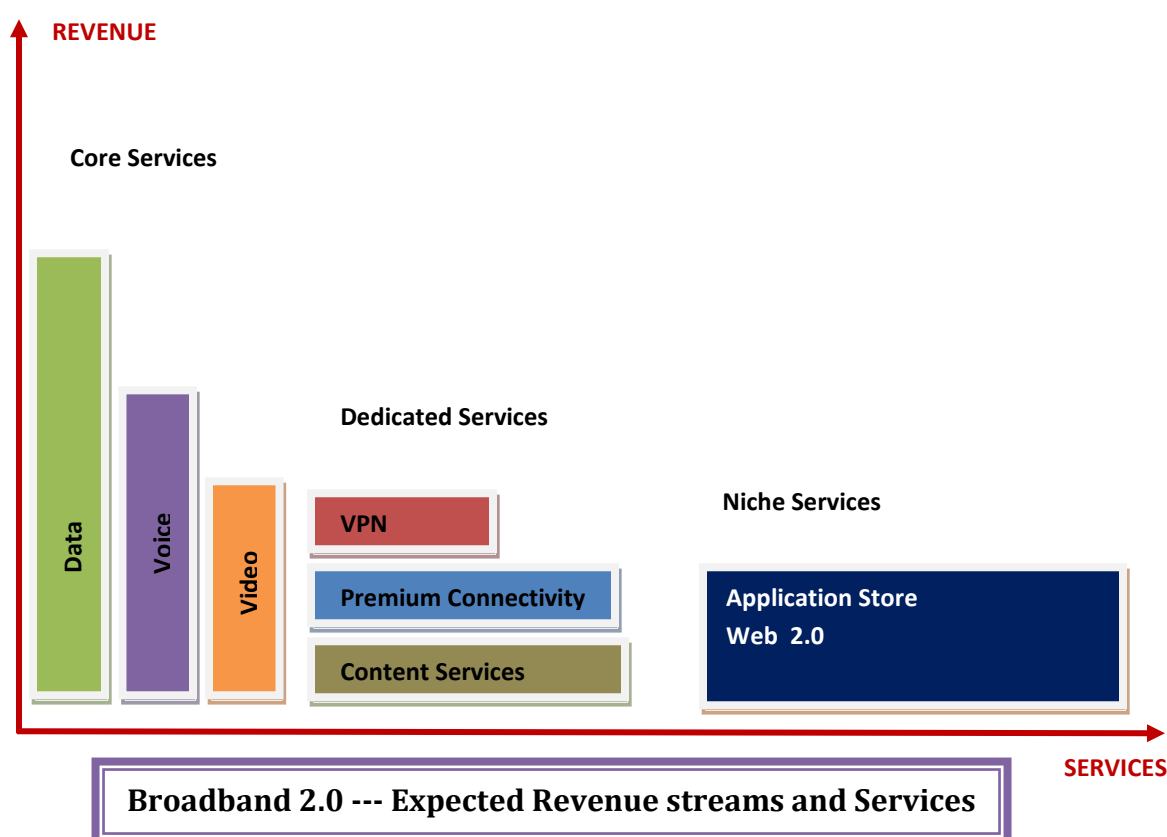 REVENUE
Core Services
Data
Voice
Video
Dedicated Services
VPN
Premium Connectivity
Content Services
Niche Services
Application Store
Web 2.0
SERVICES
Broadband 2.0 --- Expected Revenue streams and Services